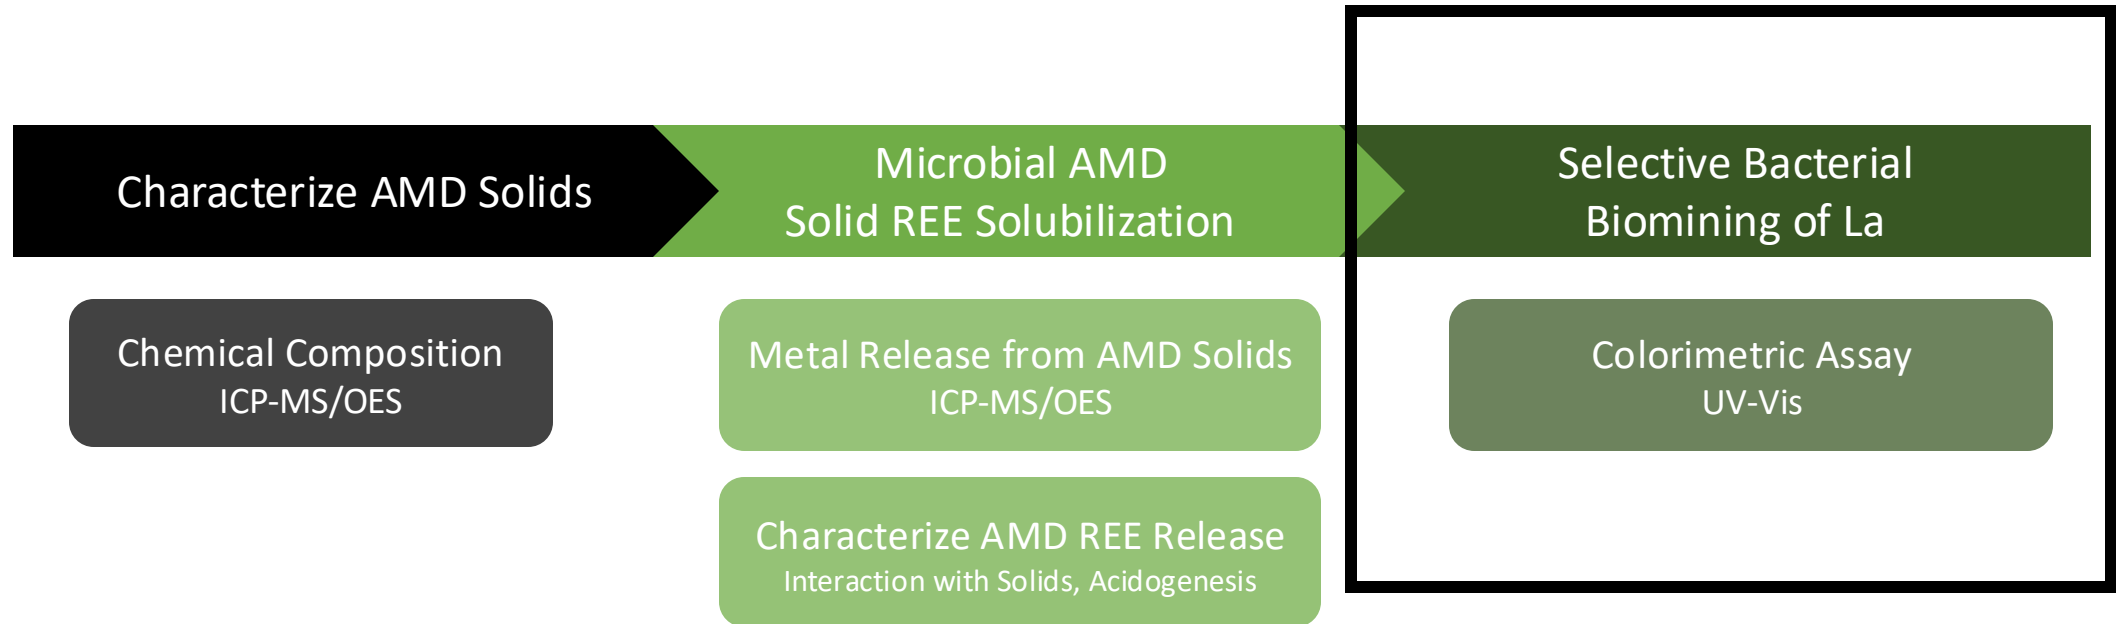 Characterize AMD Solids
Microbial AMD
Solid REE Solubilization
Selective Bacterial
Biomining of La
Chemical Composition
ICP-MS/OES
Metal Release from AMD Solids
ICP-MS/OES
Colorimetric Assay
UV-Vis
Characterize AMD REE Release
Interaction with Solids, Acidogenesis